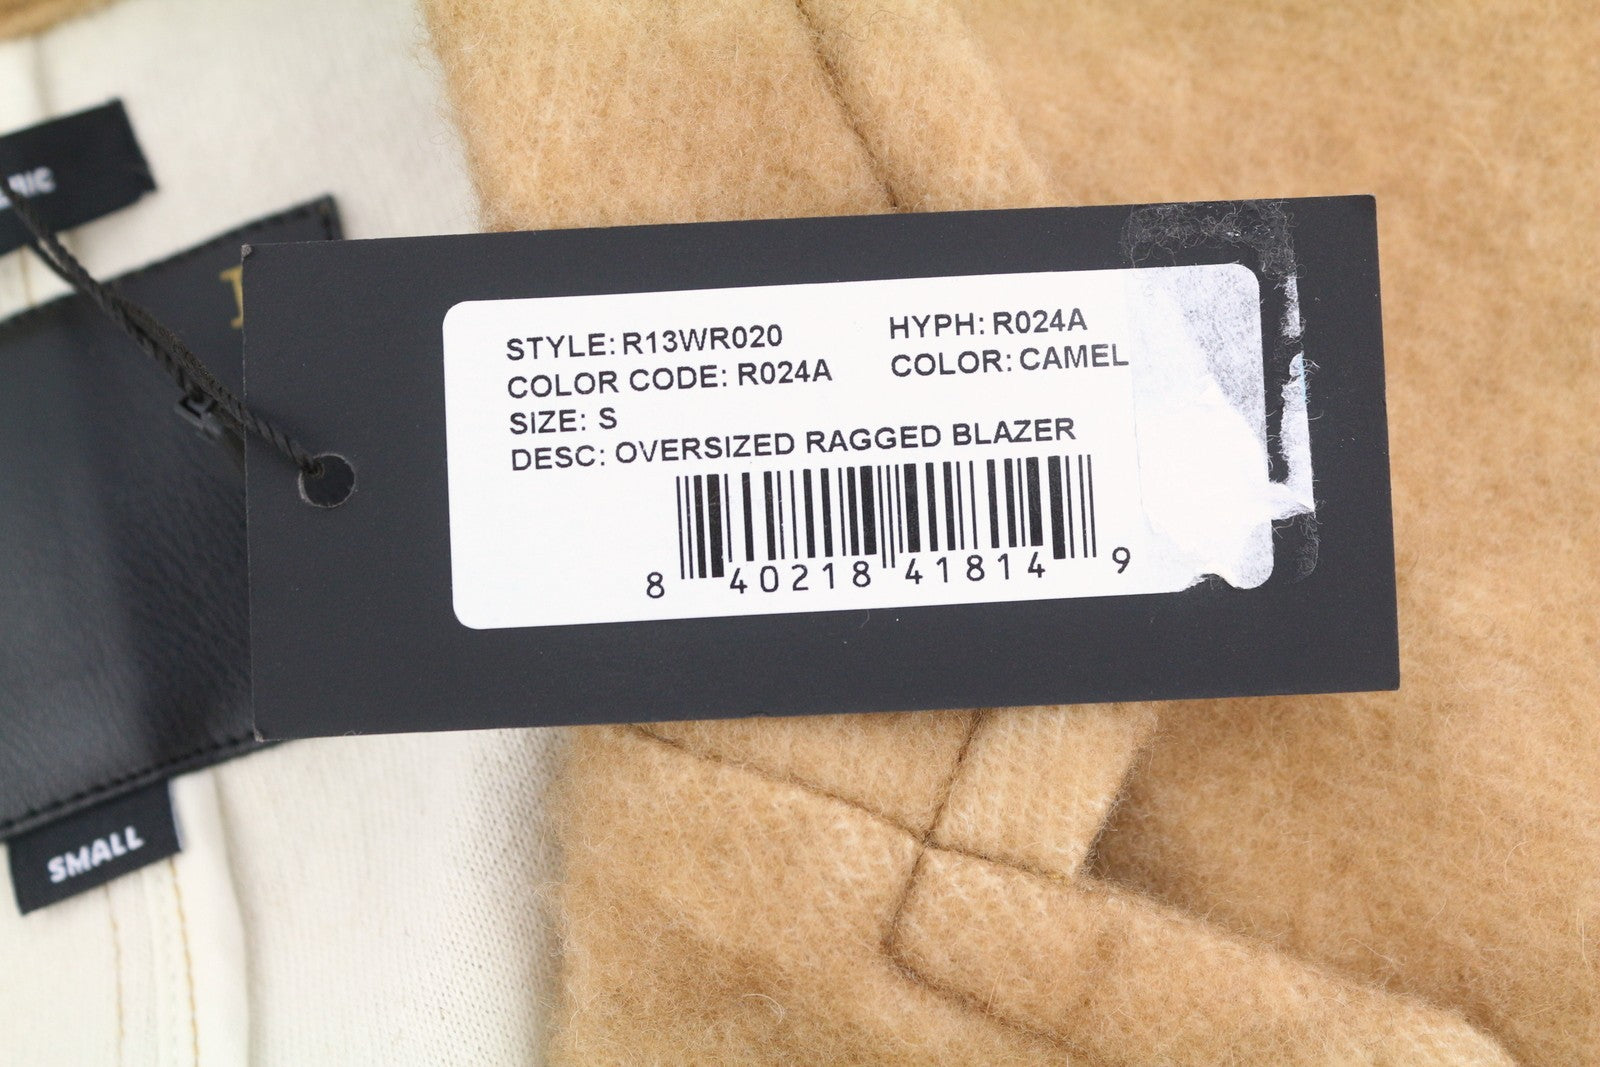 STYLE: R13WR020
HYPH: R024A
COLOR CODE: R024A
COLOR: CAMEL
SIZE: S
DESC: OVERSIZED RAGGED BLAZER
8 40218 41814 9
SMALL